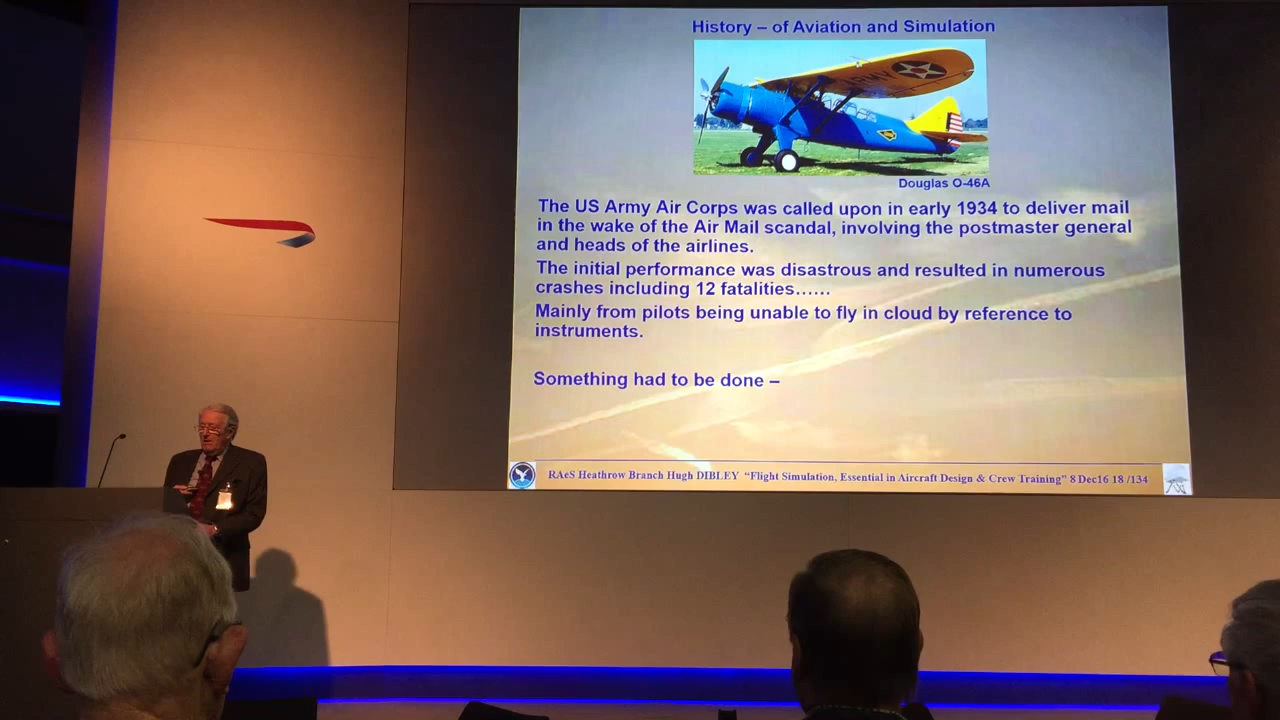 History – of Aviation and Simulation
ARMY
Douglas O-46A
The US Army Air Corps was called upon in early 1934 to deliver mail
in the wake of the Air Mail scandal, involving the postmaster general
and heads of the airlines.
The initial performance was disastrous and resulted in numerous
crashes including 12 fatalities……
Mainly from pilots being unable to fly in cloud by reference to
instruments.
Something had to be done –
RAeS Heathrow Branch Hugh DIBLEY “Flight Simulation, Essential in Aircraft Design & Crew Training” 8 Dec16 18 /134